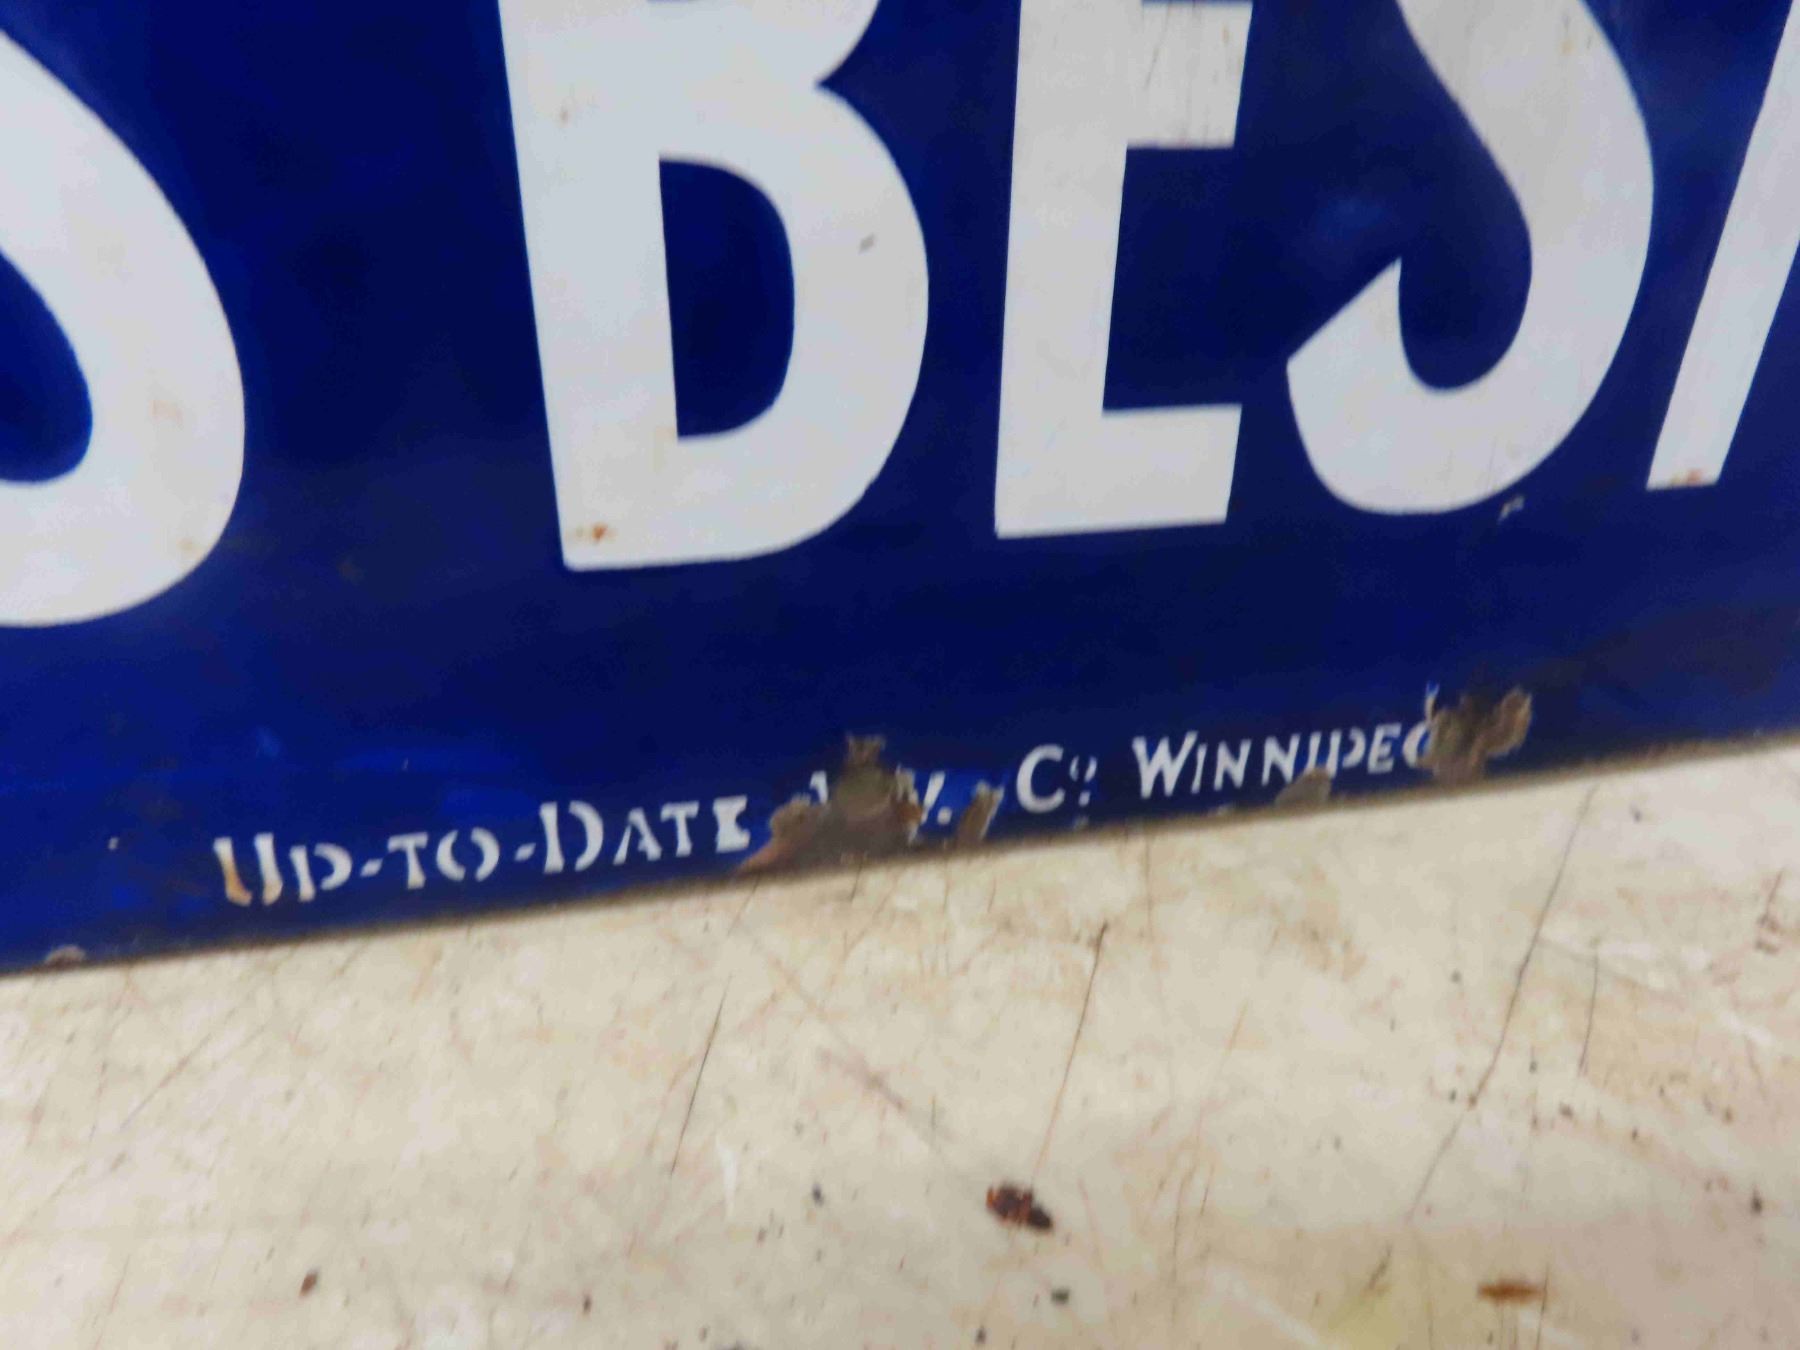 S BES
UP-TO-DATE Cº WINNIPEG